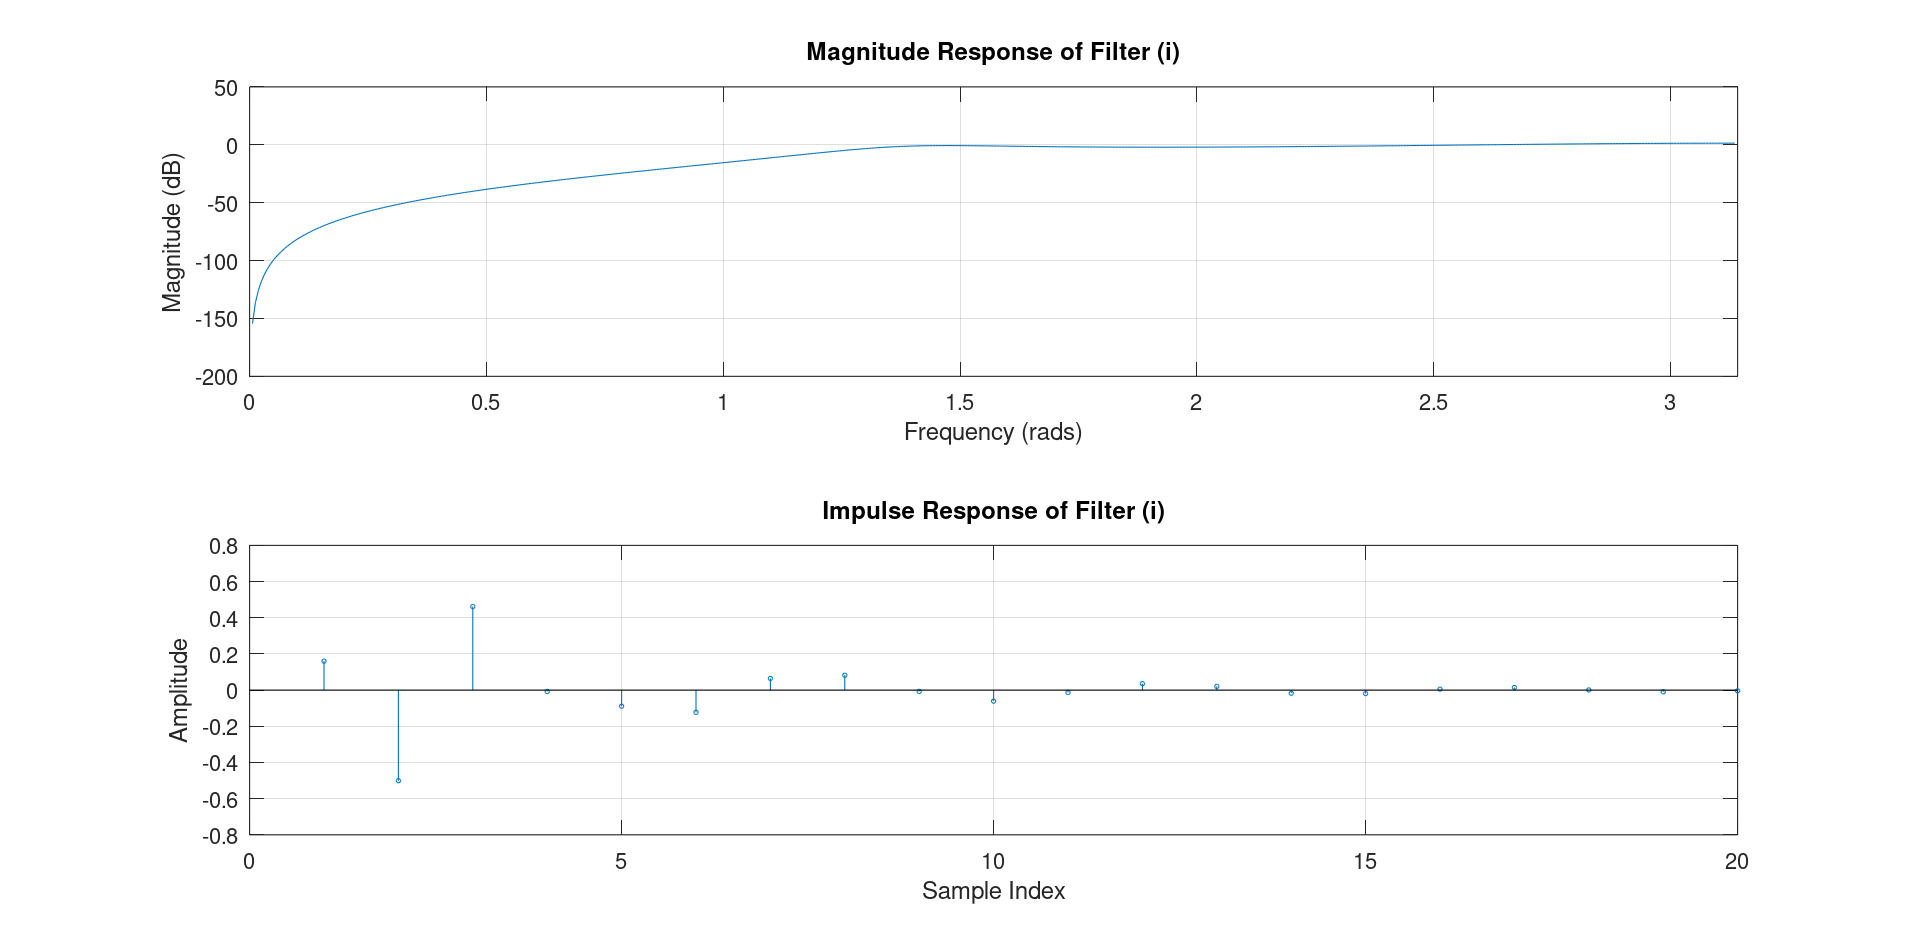 Magnitude Response of Filter (i)
50
0
-50
-100
-150
-200
Magnitude (dB)
0 0.5 1 1.5 2 2.5 3
Frequency (rads)
Impulse Response of Filter (i)
0.8
0.6
0.4
0.2
0
-0.2
-0.4
-0.6
-0.8
Amplitude
0 5 10 15 20
Sample Index